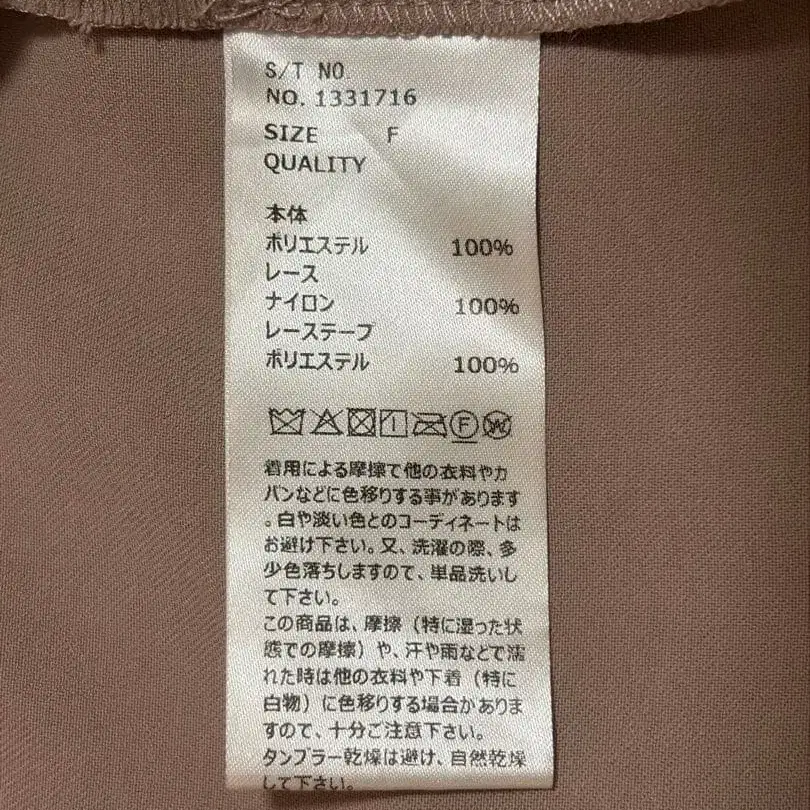 S/T NO
NO. 1331716
SIZE F
QUALITY
本体
ポリエステル 100%
レース
ナイロン 100%
レーステープ
ポリエステル 100%
F W
着用による摩擦で他の衣料やカ
バンなどに色移りする事があります
。白や淡い色とのコーディネートは
お避け下さい。又、洗濯の際、多
少色落ちしますので、単品洗いし
て下さい。
この商品は、摩擦（特に湿った状
態での摩擦）や、汗や雨などで濡
れた時は他の衣料や下着（特に
白物）に色移りする場合がありま
すので、十分ご注意下さい。
タンブラー乾燥は避け、自然乾燥
して下さい。